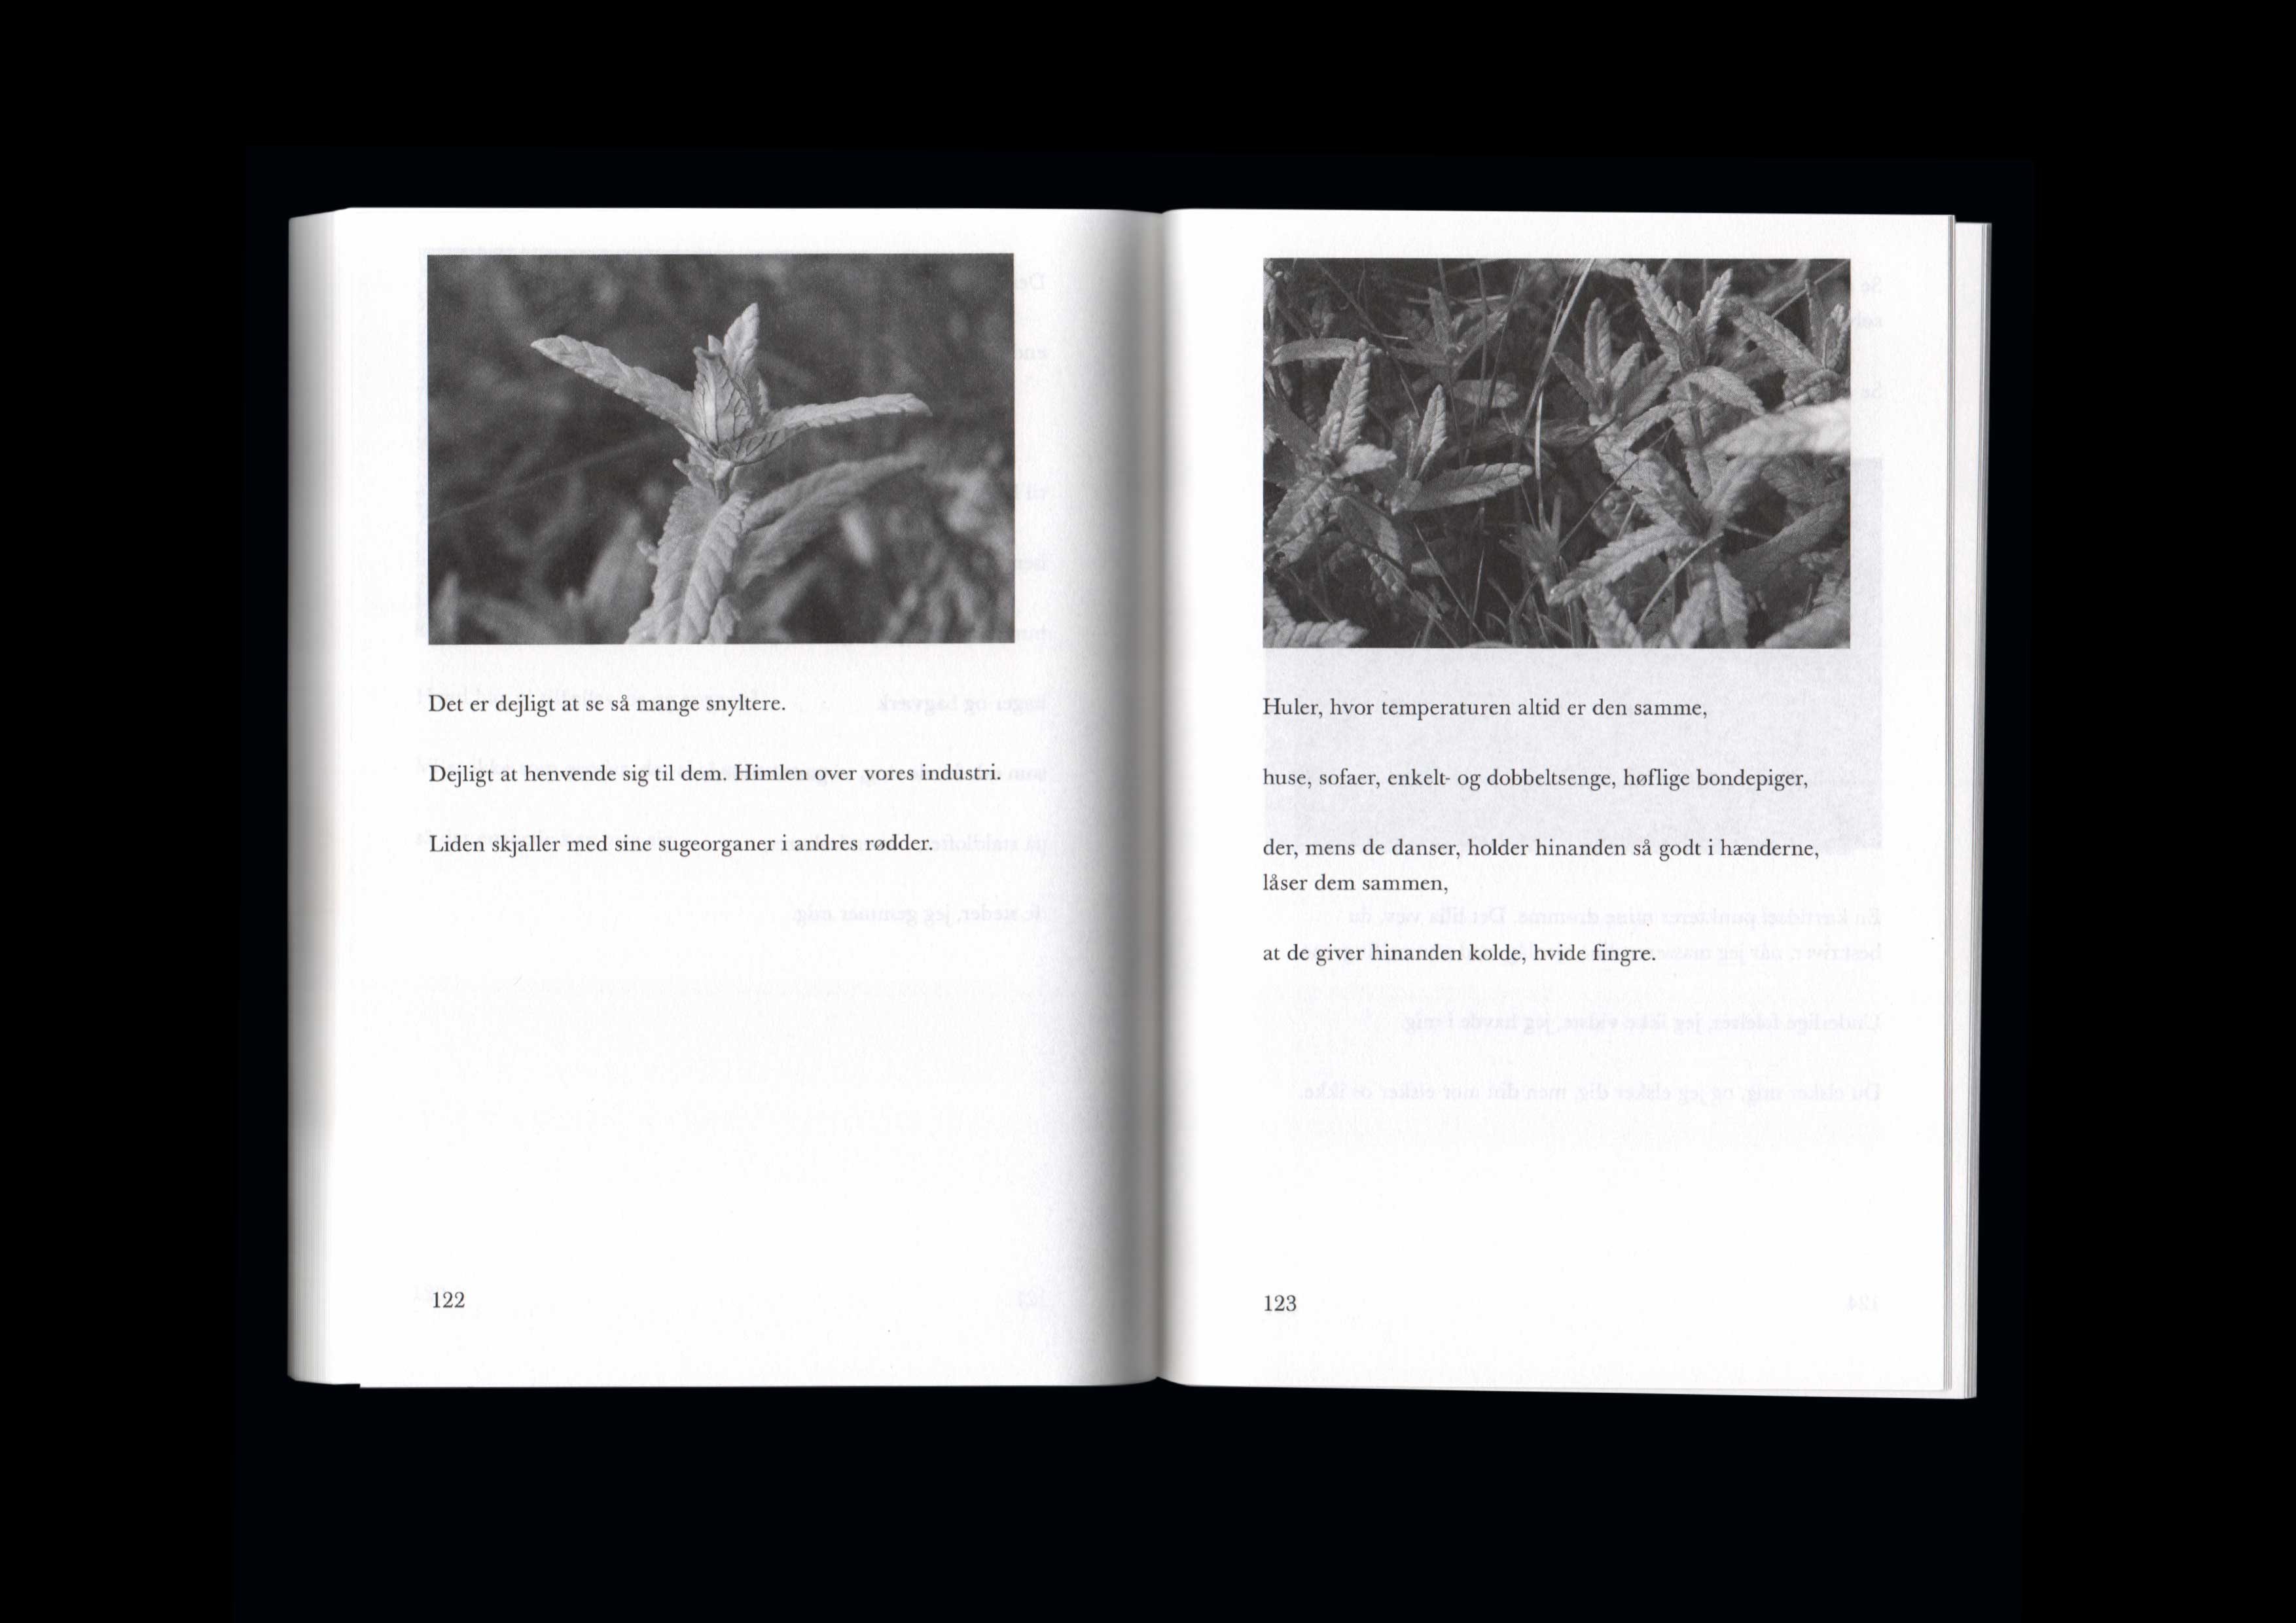 Det er dejligt at se så mange snyltere.
Dejligt at henvende sig til dem. Himlen over vores industri.
Liden skjaller med sine sugeorganer i andres rødder.
122
Huler, hvor temperaturen altid er den samme,
huse, sofaer, enkelt- og dobbeltsenge, høflige bondepiger,
der, mens de danser, holder hinanden så godt i hænderne,
låser dem sammen,
at de giver hinanden kolde, hvide fingre.
123